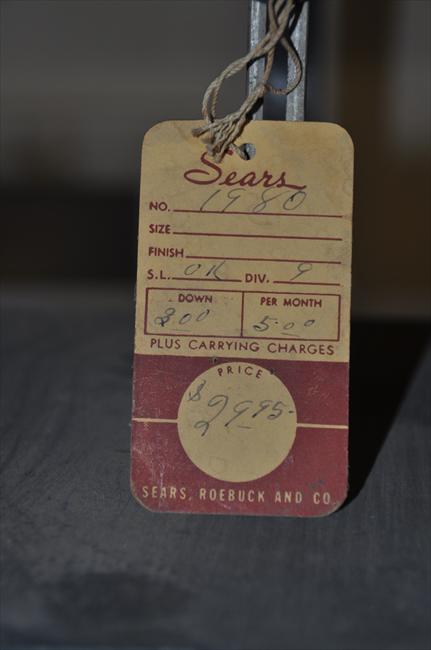 Sears
NO. 1980
SIZE
FINISH
S.L. OK DIV. 9
DOWN PER MONTH
3.00 5.00
PLUS CARRYING CHARGES
PRICE
$29.95
SEARS, ROEBUCK AND CO.